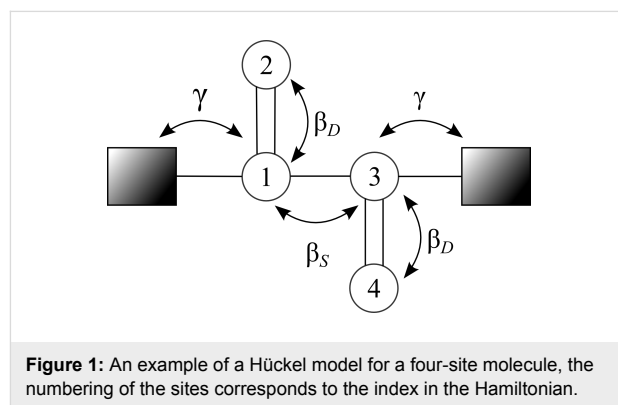 2
γ
γ
β_D
1
3
β_S
β_D
4
Figure 1: An example of a Hückel model for a four-site molecule, the
numbering of the sites corresponds to the index in the Hamiltonian.